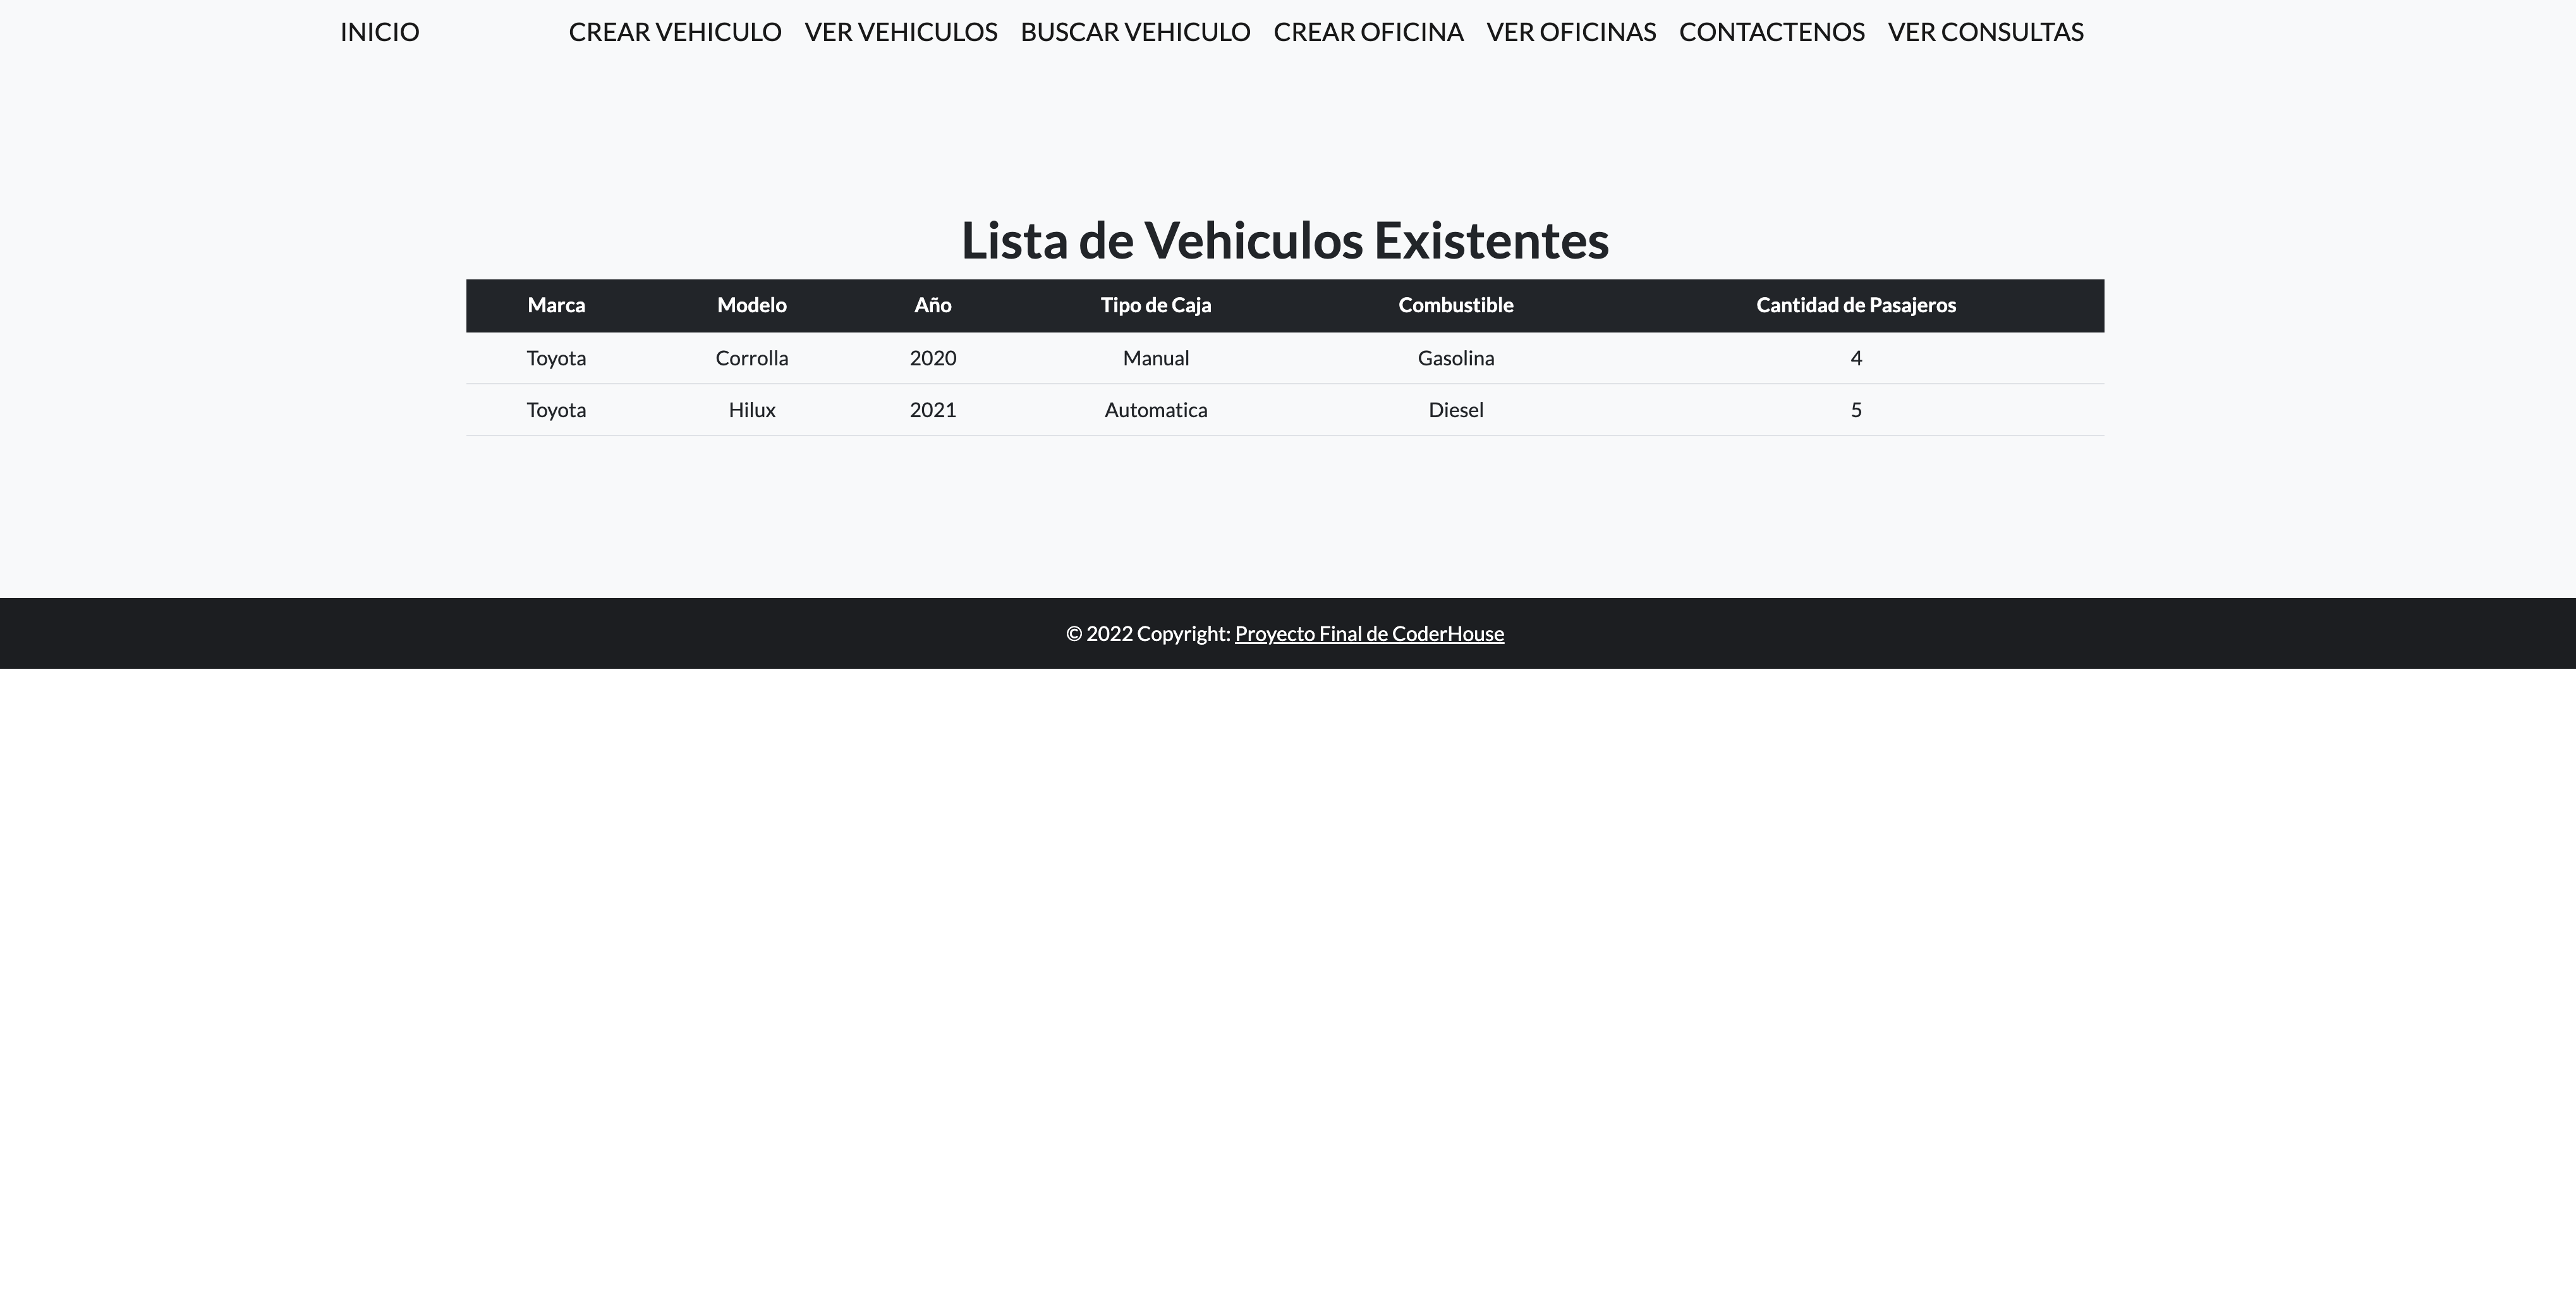 INICIO CREAR VEHICULO VER VEHICULOS BUSCAR VEHICULO CREAR OFICINA VER OFICINAS CONTACTENOS VER CONSULTAS
Lista de Vehiculos Existentes
Marca Modelo Año Tipo de Caja Combustible Cantidad de Pasajeros
Toyota Corrolla 2020 Manual Gasolina 4
Toyota Hilux 2021 Automatica Diesel 5
© 2022 Copyright: Proyecto Final de CoderHouse